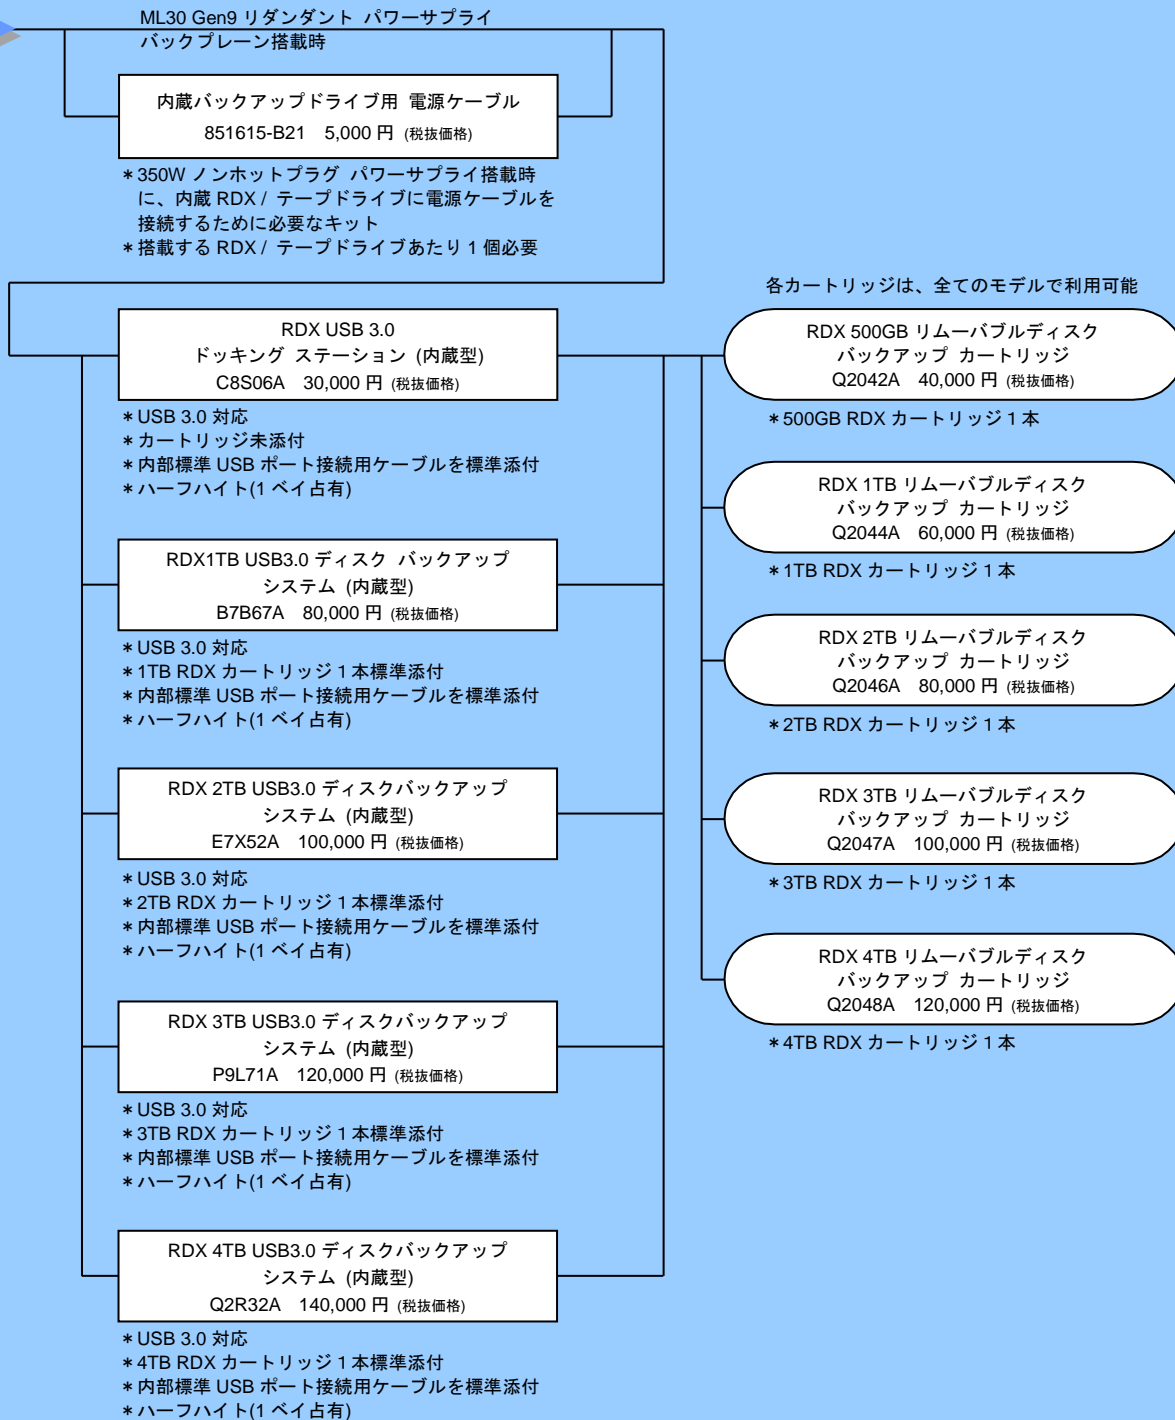 ML30 Gen9 リダンダント パワーサプライ
バックプレーン搭載時
内蔵バックアップドライブ用 電源ケーブル
851615-B21 5,000 円 (税抜価格)
＊350W ノンホットプラグ パワーサプライ搭載時
に、内蔵 RDX / テープドライブに電源ケーブルを
接続するために必要なキット
＊搭載する RDX / テープドライブあたり 1 個必要
RDX USB 3.0
ドッキング ステーション (内蔵型)
C8S06A 30,000 円 (税抜価格)
＊USB 3.0 対応
＊カートリッジ未添付
＊内部標準 USB ポート接続用ケーブルを標準添付
＊ハーフハイト(1 ベイ占有)
RDX1TB USB3.0 ディスク バックアップ
システム (内蔵型)
B7B67A 80,000 円 (税抜価格)
＊USB 3.0 対応
＊1TB RDX カートリッジ 1 本標準添付
＊内部標準 USB ポート接続用ケーブルを標準添付
＊ハーフハイト(1 ベイ占有)
RDX 2TB USB3.0 ディスクバックアップ
システム (内蔵型)
E7X52A 100,000 円 (税抜価格)
＊USB 3.0 対応
＊2TB RDX カートリッジ 1 本標準添付
＊内部標準 USB ポート接続用ケーブルを標準添付
＊ハーフハイト(1 ベイ占有)
RDX 3TB USB3.0 ディスクバックアップ
システム (内蔵型)
P9L71A 120,000 円 (税抜価格)
＊USB 3.0 対応
＊3TB RDX カートリッジ 1 本標準添付
＊内部標準 USB ポート接続用ケーブルを標準添付
＊ハーフハイト(1 ベイ占有)
RDX 4TB USB3.0 ディスクバックアップ
システム (内蔵型)
Q2R32A 140,000 円 (税抜価格)
＊USB 3.0 対応
＊4TB RDX カートリッジ 1 本標準添付
＊内部標準 USB ポート接続用ケーブルを標準添付
＊ハーフハイト(1 ベイ占有)
各カートリッジは、全てのモデルで利用可能
RDX 500GB リムーバブルディスク
バックアップ カートリッジ
Q2042A 40,000 円 (税抜価格)
＊500GB RDX カートリッジ 1 本
RDX 1TB リムーバブルディスク
バックアップ カートリッジ
Q2044A 60,000 円 (税抜価格)
＊1TB RDX カートリッジ 1 本
RDX 2TB リムーバブルディスク
バックアップ カートリッジ
Q2046A 80,000 円 (税抜価格)
＊2TB RDX カートリッジ 1 本
RDX 3TB リムーバブルディスク
バックアップ カートリッジ
Q2047A 100,000 円 (税抜価格)
＊3TB RDX カートリッジ 1 本
RDX 4TB リムーバブルディスク
バックアップ カートリッジ
Q2048A 120,000 円 (税抜価格)
＊4TB RDX カートリッジ 1 本